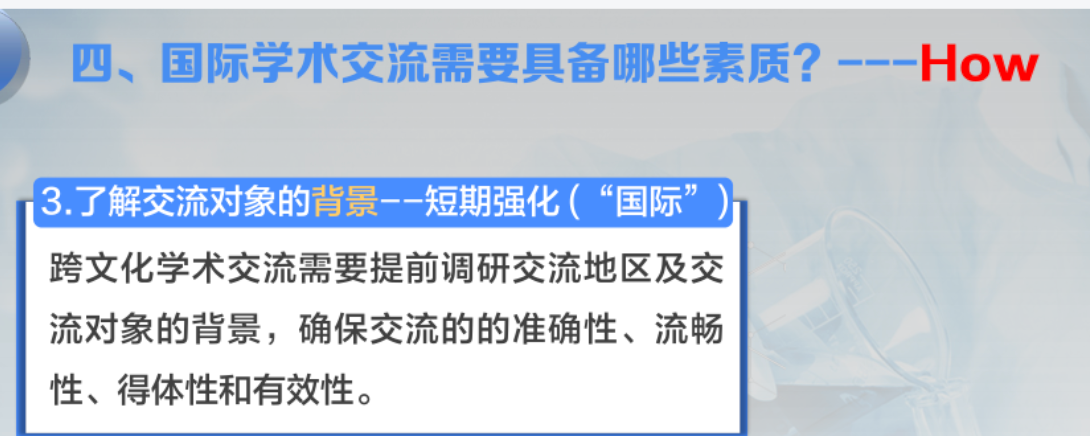 四、国际学术交流需要具备哪些素质？---How
3.了解交流对象的背景--短期强化(“国际”)
跨文化学术交流需要提前调研交流地区及交
流对象的背景，确保交流的的准确性、流畅
性、得体性和有效性。